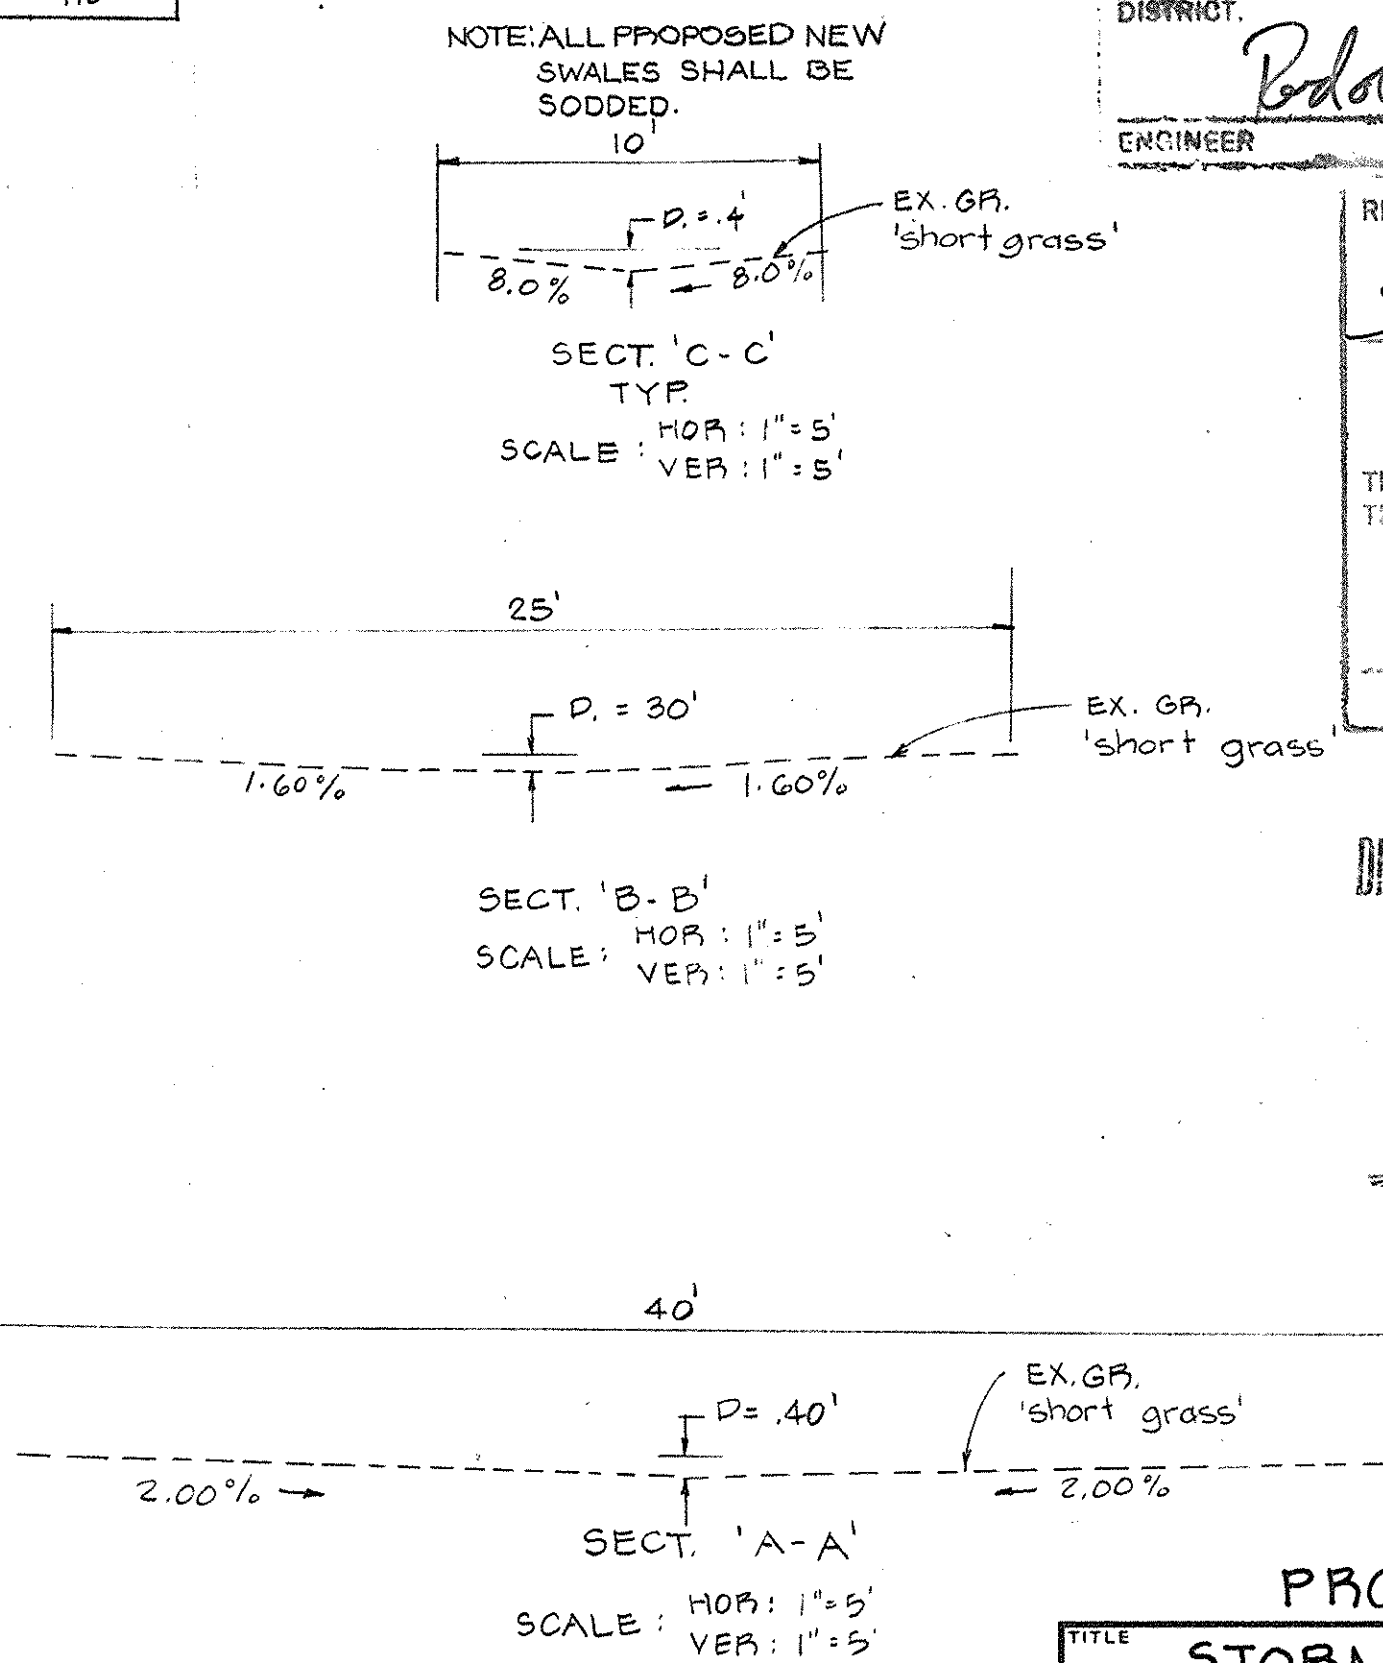 DISTRICT.
NOTE: ALL PROPOSED NEW
SWALES SHALL BE
SODDED.
ENGINEER
10'
D. = .4'
EX. GR.
'short grass'
8.0%
8.0%
SECT. 'C-C'
TYP.
SCALE : HOR : 1" = 5'
VER : 1" = 5'
25'
D. = 30'
EX. GR.
'short grass'
1.60%
1.60%
SECT. 'B-B'
SCALE : HOR : 1" = 5'
VER : 1" = 5'
40'
D = .40'
EX. GR.
'short grass'
2.00%
2.00%
SECT. 'A-A'
SCALE : HOR : 1" = 5'
VER : 1" = 5'
TITLE